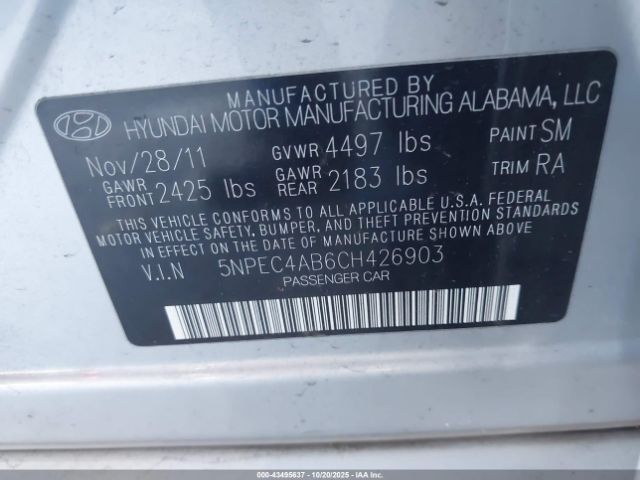 MANUFACTURED BY
HYUNDAI MOTOR MANUFACTURING ALABAMA, LLC
Nov/28/11 GVWR 4497 lbs PAINT SM
GAWR FRONT 2425 lbs GAWR REAR 2183 lbs TRIM RA
THIS VEHICLE CONFORMS TO ALL APPLICABLE U.S.A. FEDERAL
MOTOR VEHICLE SAFETY, BUMPER, AND THEFT PREVENTION STANDARDS
IN EFFECT ON THE DATE OF MANUFACTURE SHOWN ABOVE
V.I.N 5NPEC4AB6CH426903
PASSENGER CAR
000-43495637 - 10/20/2025 - © Copyright IAA, LLC